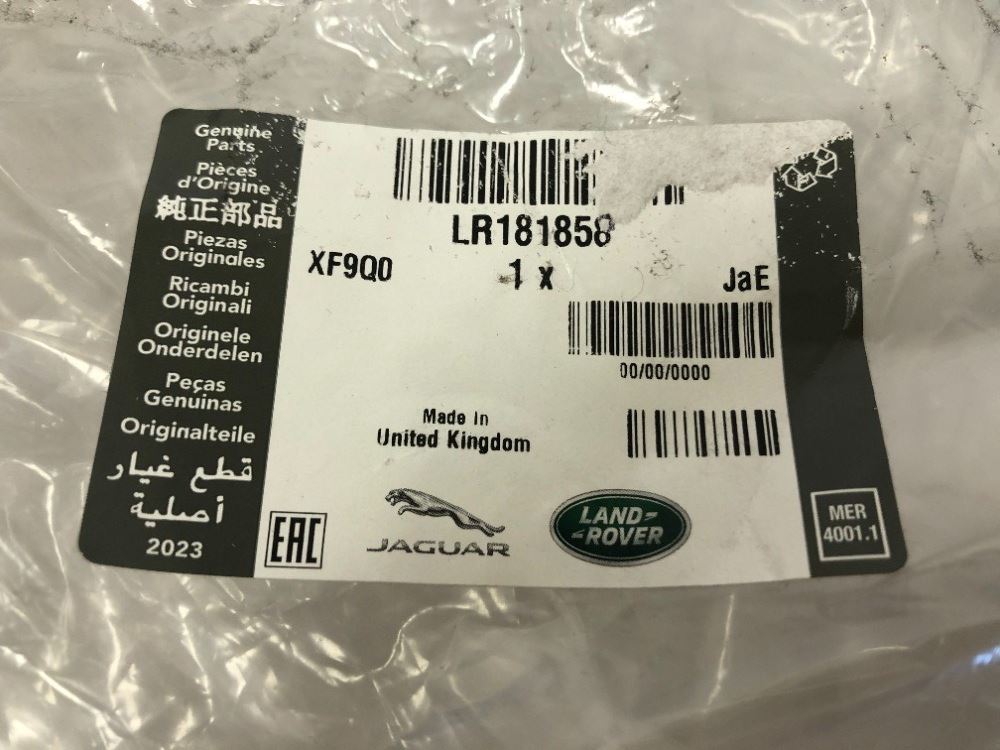 Genuine
Parts
Pièces
d'Origine
純正部品
Piezas
Originales
Ricambi
Originali
Originele
Onderdelen
Peças
Genuinas
Originalteile
قطع غيار
أصلية
2023
LR181858
XF9Q0
1 x
JaE
00/00/0000
Made In
United Kingdom
EAC
JAGUAR
LAND-
-ROVER
MER
4001.1